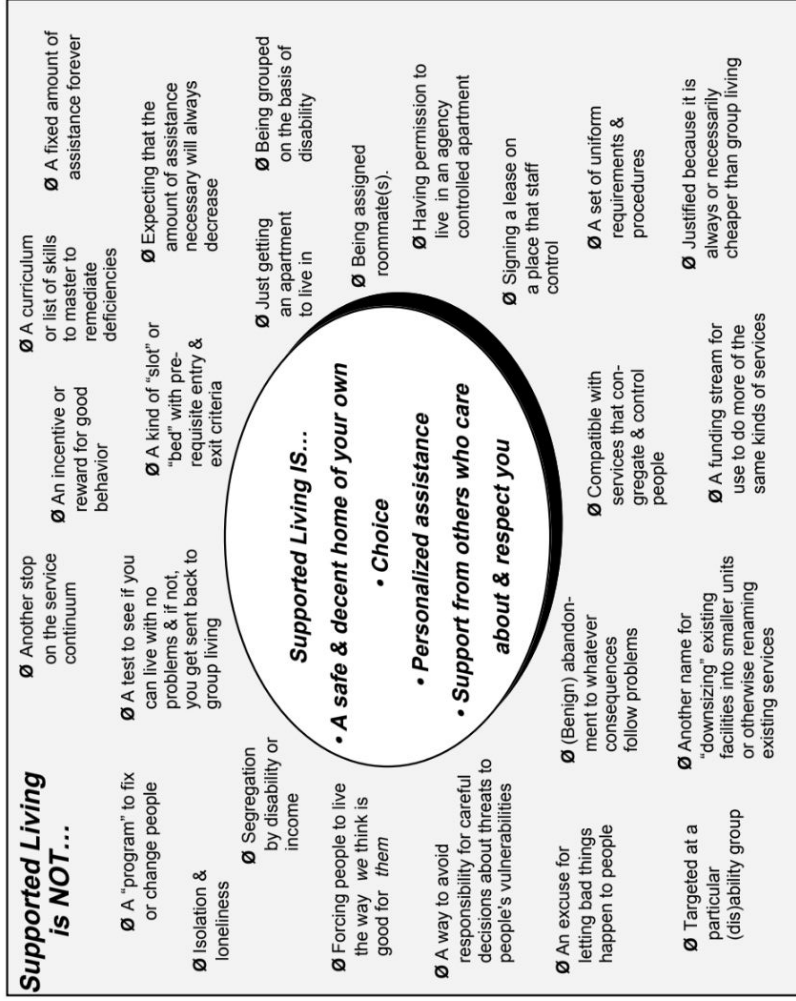 Supported Living
is NOT...
Ø Another stop
on the service
continuum
Ø An incentive or
reward for good
behavior
Ø A curriculum
or list of skills
to master to
remediate
deficiencies
Ø A fixed amount of
assistance forever
Ø A "program" to fix
or change people
Ø A test to see if you
can live with no
problems & if not,
you get sent back to
group living
Ø A kind of "slot" or
"bed" with pre-
requisite entry &
exit criteria
Ø Expecting that the
amount of assistance
necessary will always
decrease
Ø Isolation &
loneliness
Ø Segregation
by disability or
income
Ø Just getting
an apartment
to live in
Ø Being grouped
on the basis of
disability
Ø Forcing people to live
the way we think is
good for them
Supported Living IS...
• A safe & decent home of your own
• Choice
• Personalized assistance
• Support from others who care
about & respect you
Ø Being assigned
roommate(s).
Ø Having permission to
live in an agency
controlled apartment
Ø A way to avoid
responsibility for careful
decisions about threats to
people's vulnerabilities
Ø Signing a lease on
a place that staff
control
Ø An excuse for
letting bad things
happen to people
Ø (Benign) abandon-
ment to whatever
consequences
follow problems
Ø Compatible with
services that con-
gregate & control
people
Ø A set of uniform
requirements &
procedures
Ø Targeted at a
particular
(dis)ability group
Ø Another name for
"downsizing" existing
facilities into smaller units
or otherwise renaming
existing services
Ø A funding stream for
use to do more of the
same kinds of services
Ø Justified because it is
always or necessarily
cheaper than group living